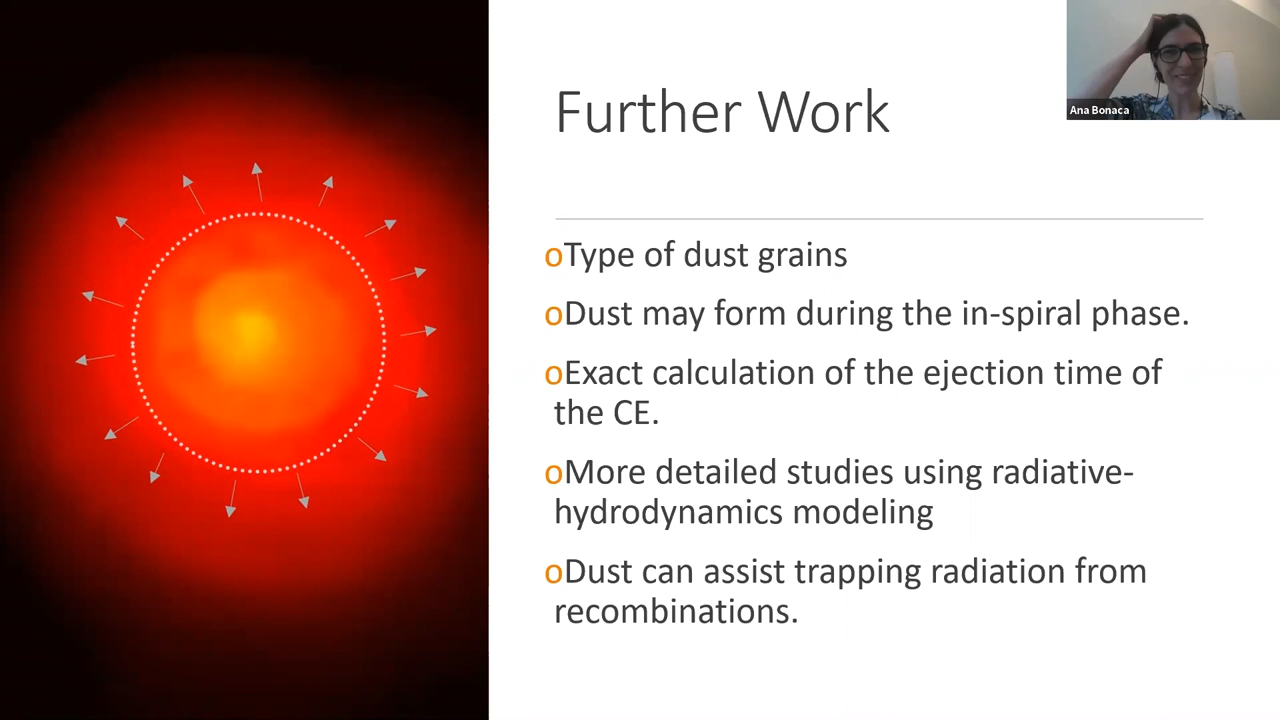 Further Work
Ana Bonaca
oType of dust grains
oDust may form during the in-spiral phase.
oExact calculation of the ejection time of
the CE.
oMore detailed studies using radiative-
hydrodynamics modeling
oDust can assist trapping radiation from
recombinations.